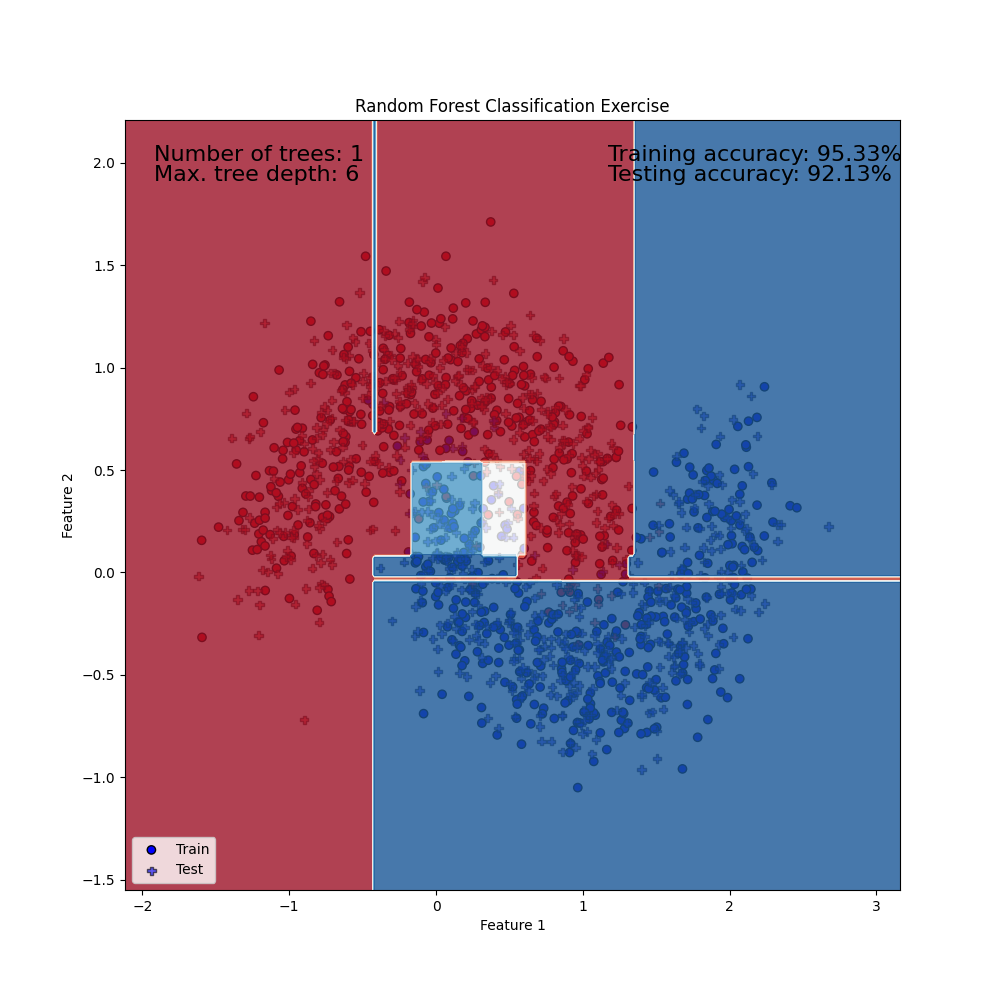 Random Forest Classification Exercise
Number of trees: 1
Max. tree depth: 6
Training accuracy: 95.33%
Testing accuracy: 92.13%
2.0
1.5
1.0
0.5
0.0
−0.5
−1.0
−1.5
Feature 2
Train
Test
−2
−1
0
1
2
3
Feature 1